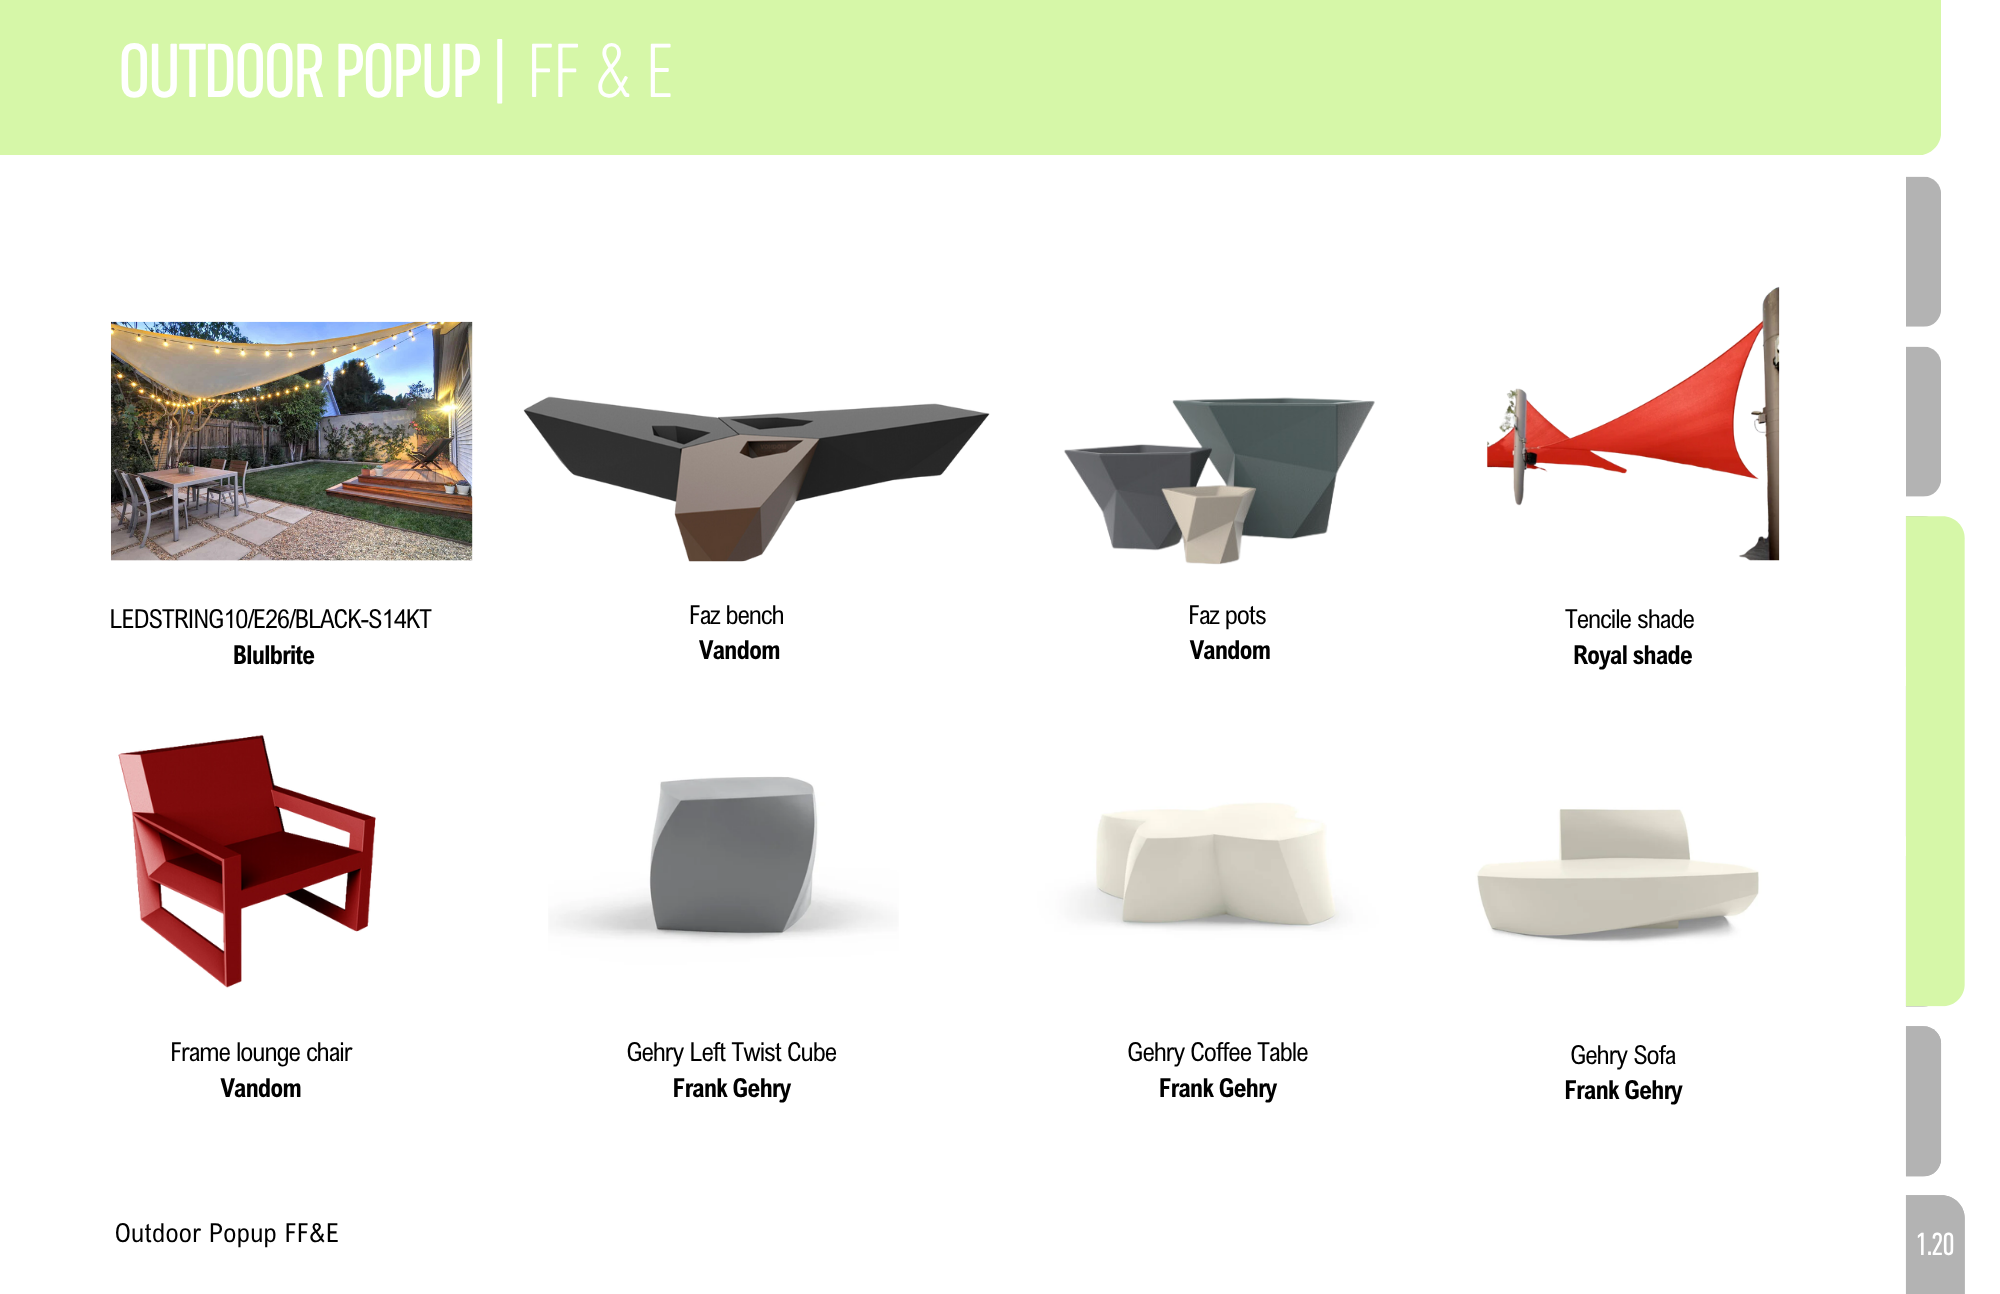 OUTDOOR POPUP | FF & E
LEDSTRING10/E26/BLACK-S14KT
Blulbrite
Faz bench
Vandom
Faz pots
Vandom
Tencile shade
Royal shade
Frame lounge chair
Vandom
Gehry Left Twist Cube
Frank Gehry
Gehry Coffee Table
Frank Gehry
Gehry Sofa
Frank Gehry
Outdoor Popup FF&E
1.20